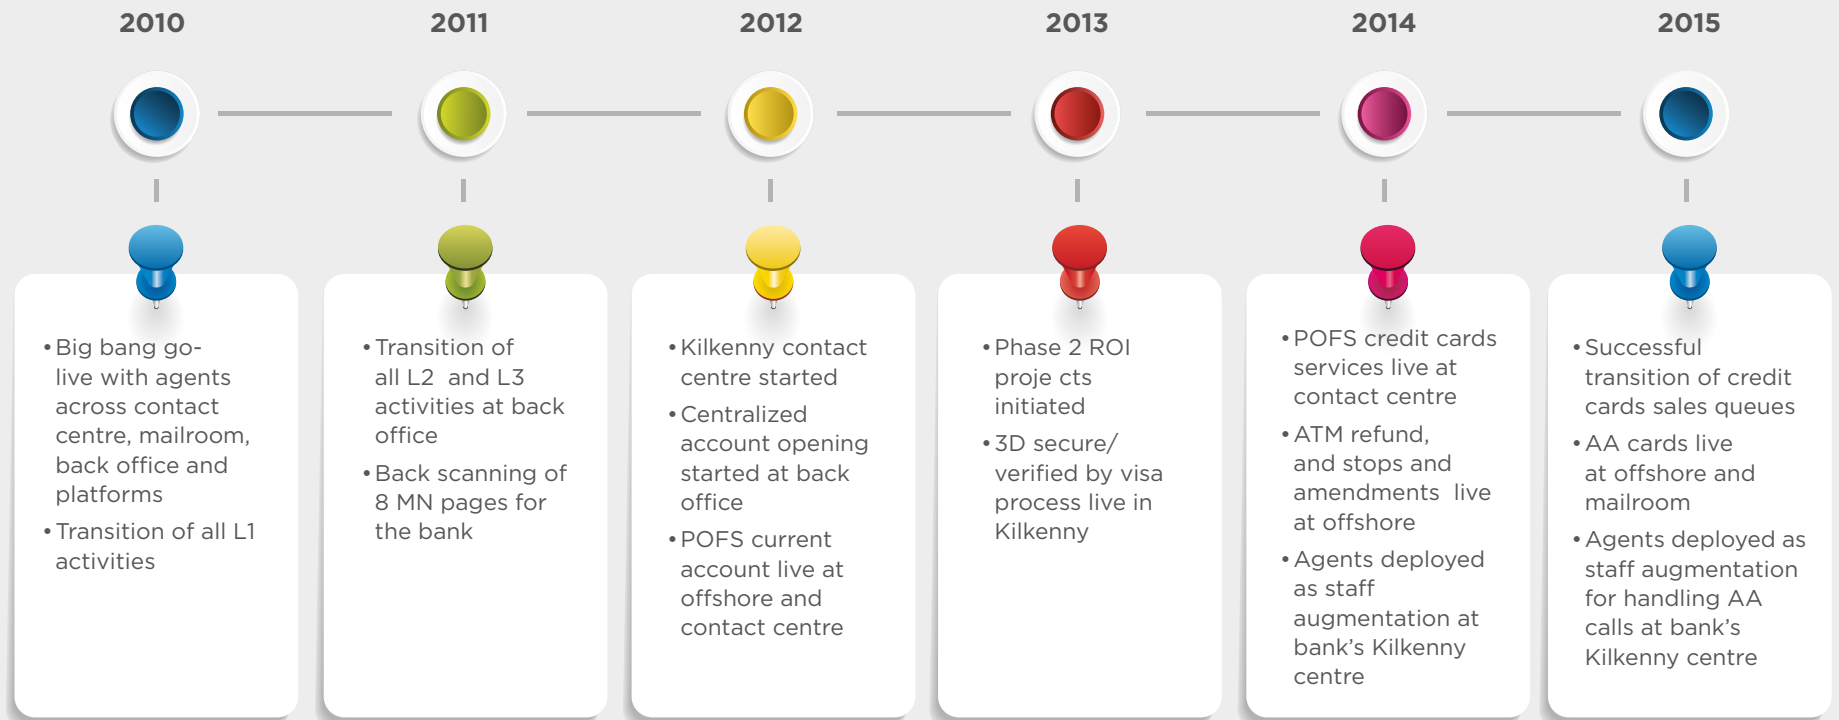 2010
2011
2012
2013
2014
2015
• Big bang go-
live with agents
across contact
centre, mailroom,
back office and
platforms
• Transition of all L1
activities
• Transition of
all L2 and L3
activities at back
office
• Back scanning of
8 MN pages for
the bank
• Kilkenny contact
centre started
• Centralized
account opening
started at back
office
• POFS current
account live at
offshore and
contact centre
• Phase 2 ROI
proje cts
initiated
• 3D secure/
verified by visa
process live in
Kilkenny
• POFS credit cards
services live at
contact centre
• ATM refund,
and stops and
amendments live
at offshore
• Agents deployed
as staff
augmentation at
bank’s Kilkenny
centre
• Successful
transition of credit
cards sales queues
• AA cards live
at offshore and
mailroom
• Agents deployed as
staff augmentation
for handling AA
calls at bank’s
Kilkenny centre